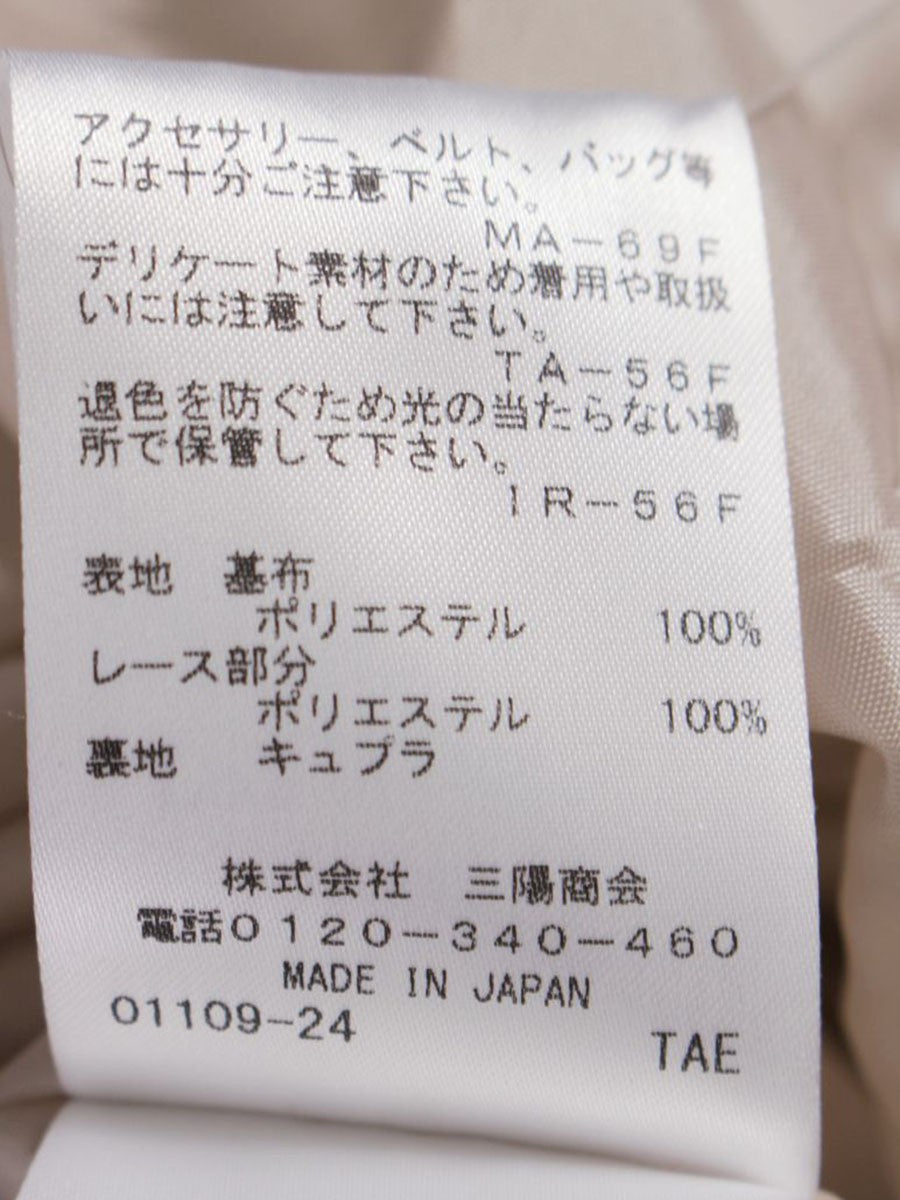 アクセサリー、ベルト、バッグ等
には十分ご注意下さい。
MA-69F
デリケート素材のため着用や取扱
いには注意して下さい。
TA-56F
退色を防ぐため光の当たらない場
所で保管して下さい。
IR-56F
表地 基布
ポリエステル 100%
レース部分
ポリエステル 100%
裏地 キュプラ
株式会社 三陽商会
電話0120-340-460
MADE IN JAPAN
01109-24
TAE